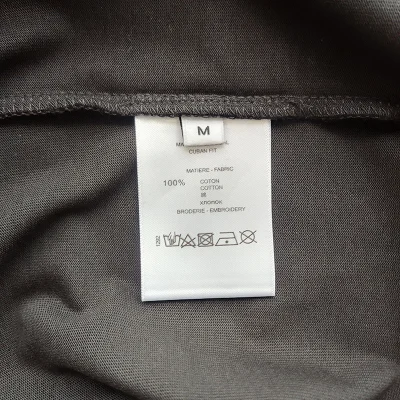 M
CUBAN FIT
MATIERE - FABRIC
100% COTON
COTTON
棉
хлопок
BRODERIE - EMBROIDERY